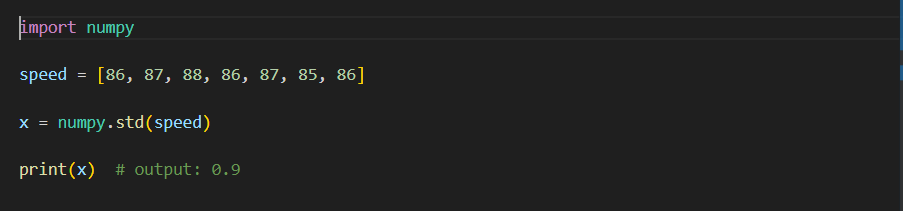 import numpy
speed = [86, 87, 88, 86, 87, 85, 86]
x = numpy.std(speed)
print(x)  # output: 0.9